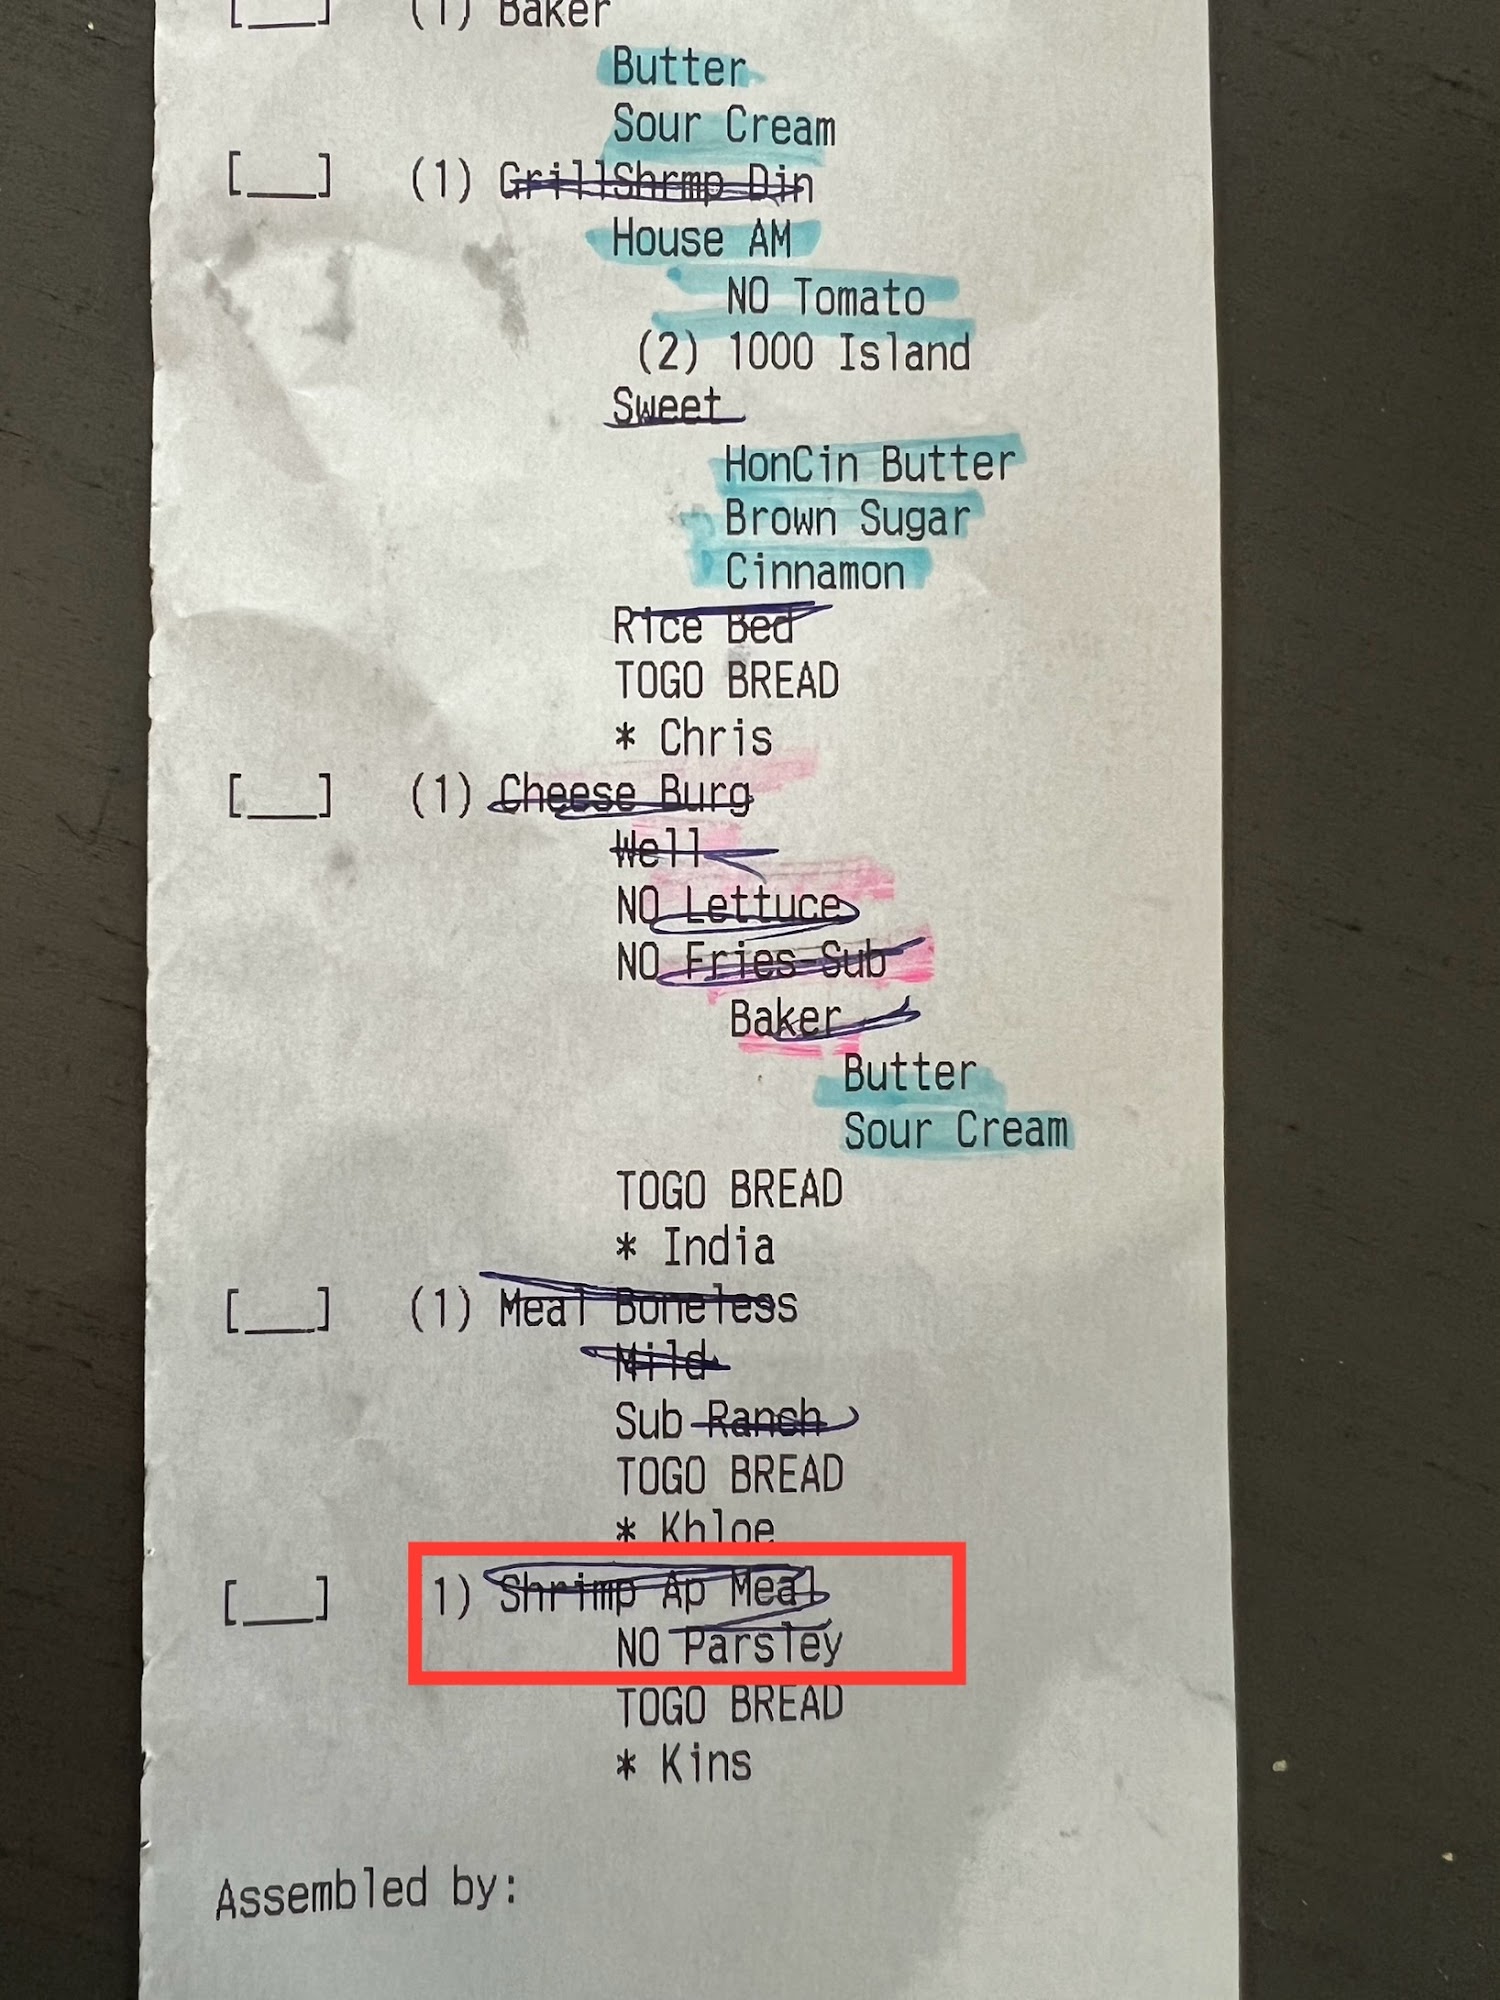 [___] (1) Baker
Butter
Sour Cream
[___] (1) GrillShrmp Din
House AM
NO Tomato
(2) 1000 Island
Sweet
HonCin Butter
Brown Sugar
Cinnamon
Rice Bed
TOGO BREAD
* Chris
[___] (1) Cheese Burg
Well
NO Lettuce
NO Fries-Sub
Baker
Butter
Sour Cream
TOGO BREAD
* India
[___] (1) Meal Boneless
Mild
Sub Ranch
TOGO BREAD
* Khloe
[___] 1) Shrimp Ap Meal
NO Parsley
TOGO BREAD
* Kins
Assembled by: